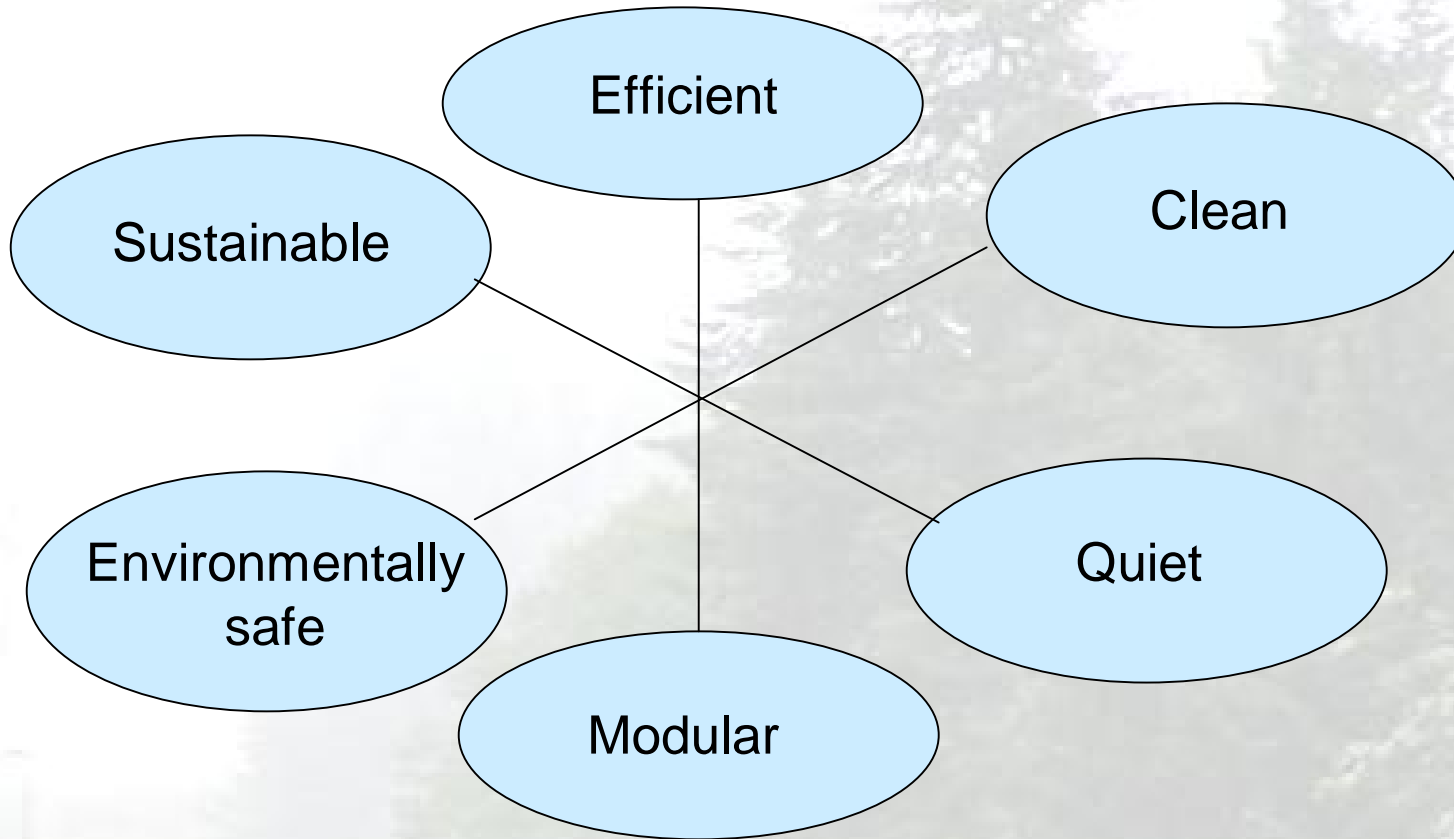 Efficient
Clean
Sustainable
Environmentally
safe
Quiet
Modular